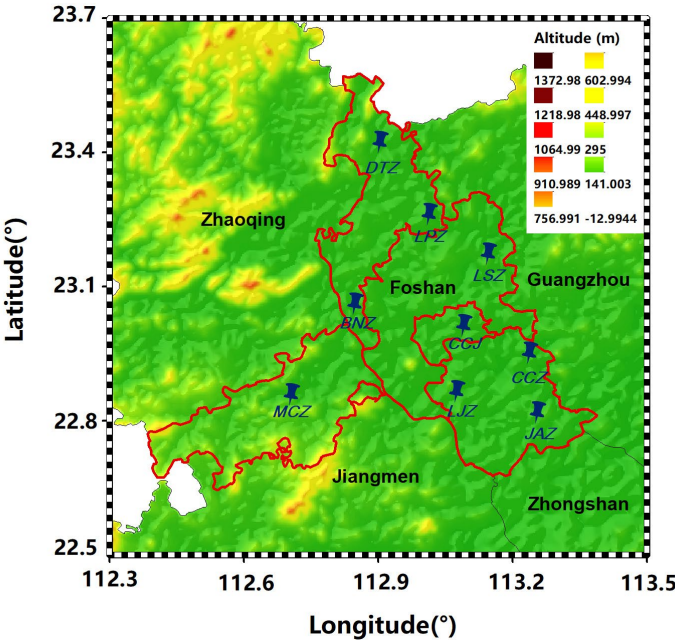 23.7
23.4
23.1
22.8
22.5
Latitude(°)
Altitude (m)
1372.98 602.994
1218.98 448.997
1064.99 295
910.989 141.003
756.991 -12.9944
DTZ
Zhaoqing
LPZ
LSZ
Foshan
Guangzhou
BNZ
CCJ
CCZ
MCZ
LJZ
JAZ
Jiangmen
Zhongshan
112.3 112.6 112.9 113.2 113.5
Longitude(°)